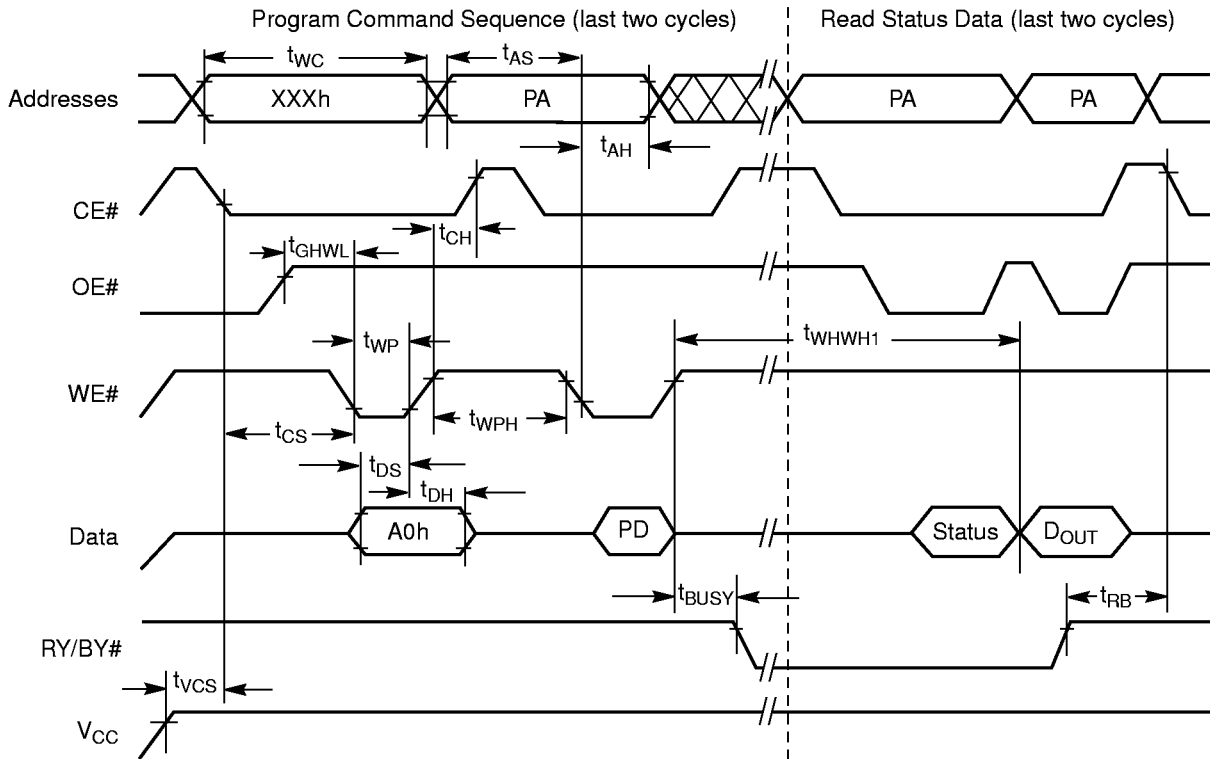 Program Command Sequence (last two cycles) Read Status Data (last two cycles)
tWC tAS
Addresses XXXh PA PA PA
tAH
CE#
tCH
tGHWL
OE#
tWP tWHWH1
WE#
tWPH
tCS
tDS
tDH
Data A0h PD Status DOUT
tBUSY tRB
RY/BY#
tVCS
VCC